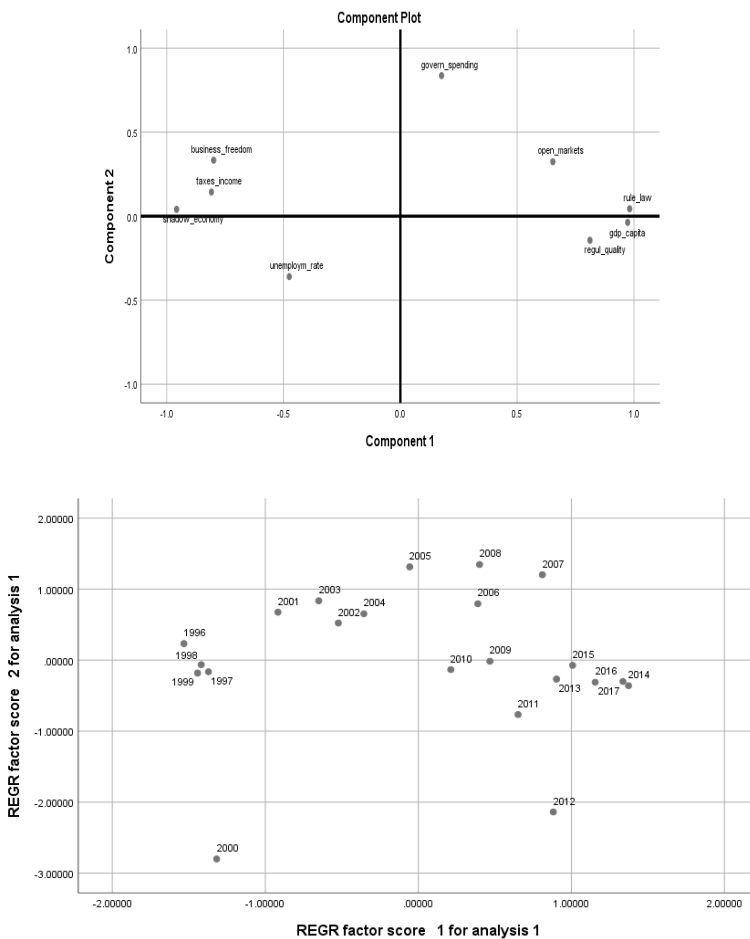 Component Plot
1.0
govern_spending
0.5
business_freedom
open_markets
taxes_income
rule_law
0.0
shadow_economy
gdp_capita
regul_quality
unemploym_rate
-0.5
-1.0
Component 2
-1.0 -0.5 0.0 0.5 1.0
Component 1
2.00000
2005 2008 2007
1.00000
2001 2003 2002 2004 2006
1996
1998
.00000
1999 1997
2010 2009 2015
2013 2016 2017 2014
2011
-1.00000
2012
-2.00000
2000
-3.00000
REGR factor score 2 for analysis 1
-2.00000 -1.00000 .00000 1.00000 2.00000
REGR factor score 1 for analysis 1